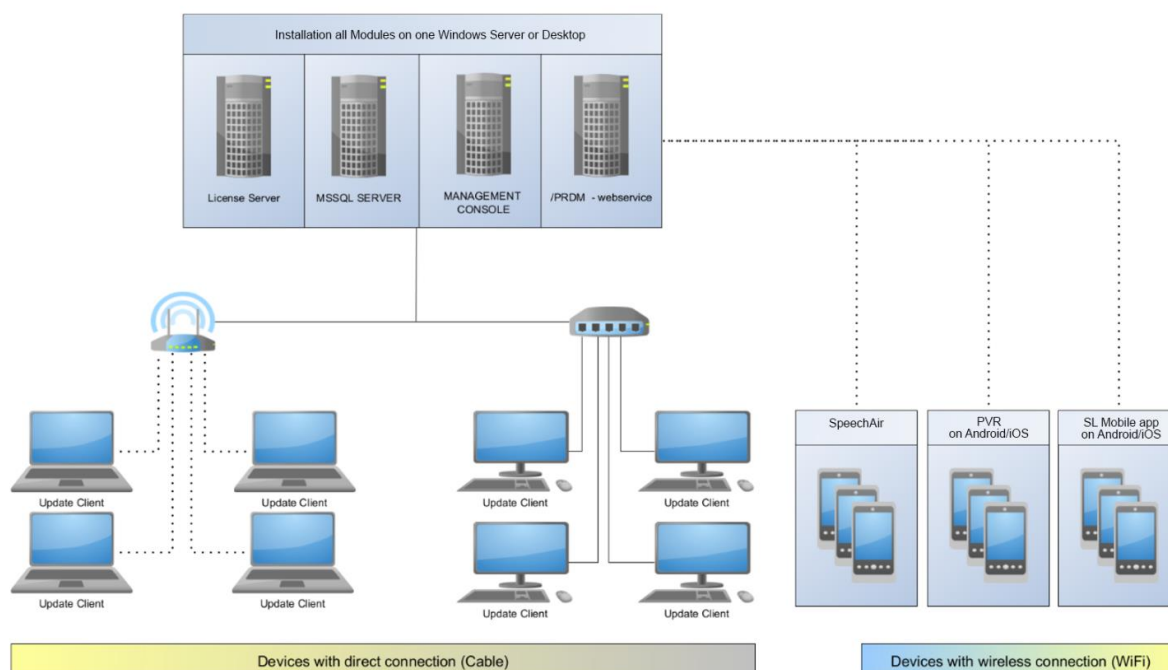 Installation all Modules on one Windows Server or Desktop
License Server
MSSQL SERVER
MANAGEMENT
CONSOLE
/PRDM - webservice
SpeechAir
PVR
on Android/iOS
SL Mobile app
on Android/iOS
Update Client
Update Client
Update Client
Update Client
Update Client
Update Client
Update Client
Update Client
Devices with direct connection (Cable)
Devices with wireless connection (WiFi)